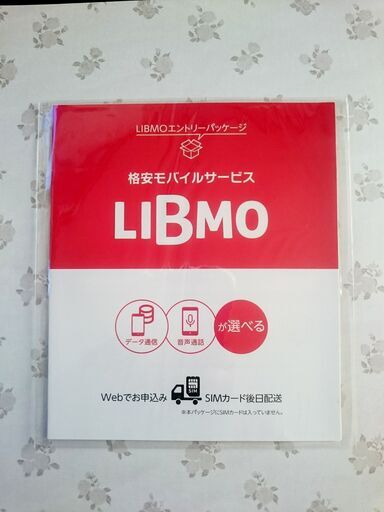 LIBMOエントリーパッケージ
格安モバイルサービス
LIBMO
データ通信
音声通話
が選べる
Webでお申込み SIM SIMカード後日配送
※本パッケージにSIMカードは入っていません。